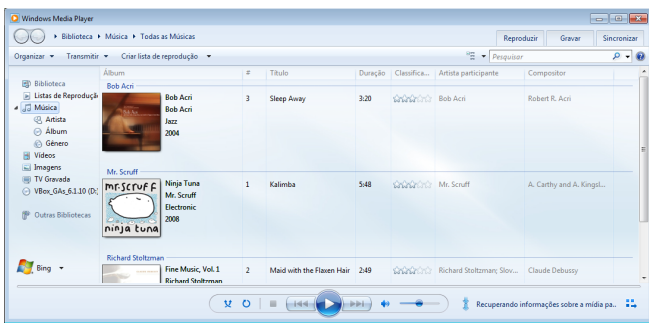 Windows Media Player
Biblioteca Música Todas as Músicas
Reproduzir Gravar Sincronizar
Organizar Transmitir Criar lista de reprodução
Pesquisar
Álbum # Título Duração Classifica... Artista participante Compositor
Biblioteca
Listas de Reproduçã
Música
Artista
Álbum
Gênero
Vídeos
Imagens
TV Gravada
VBox_GAs_6.1.10 (D:)
Outras Bibliotecas
Bing
Bob Acri
Bob Acri 3 Sleep Away 3:20 Bob Acri Robert R. Acri
Bob Acri
Jazz
2004
Mr. Scruff
mr.scruff
ninja tuna
Ninja Tuna 1 Kalimba 5:48 Mr. Scruff A. Carthy and A. Kingsl...
Mr. Scruff
Electronic
2008
Richard Stoltzman
Fine Music, Vol. 1 2 Maid with the Flaxen Hair 2:49 Richard Stoltzman; Slov... Claude Debussy
Richard Stoltzman
Recuperando informações sobre a mídia pa..